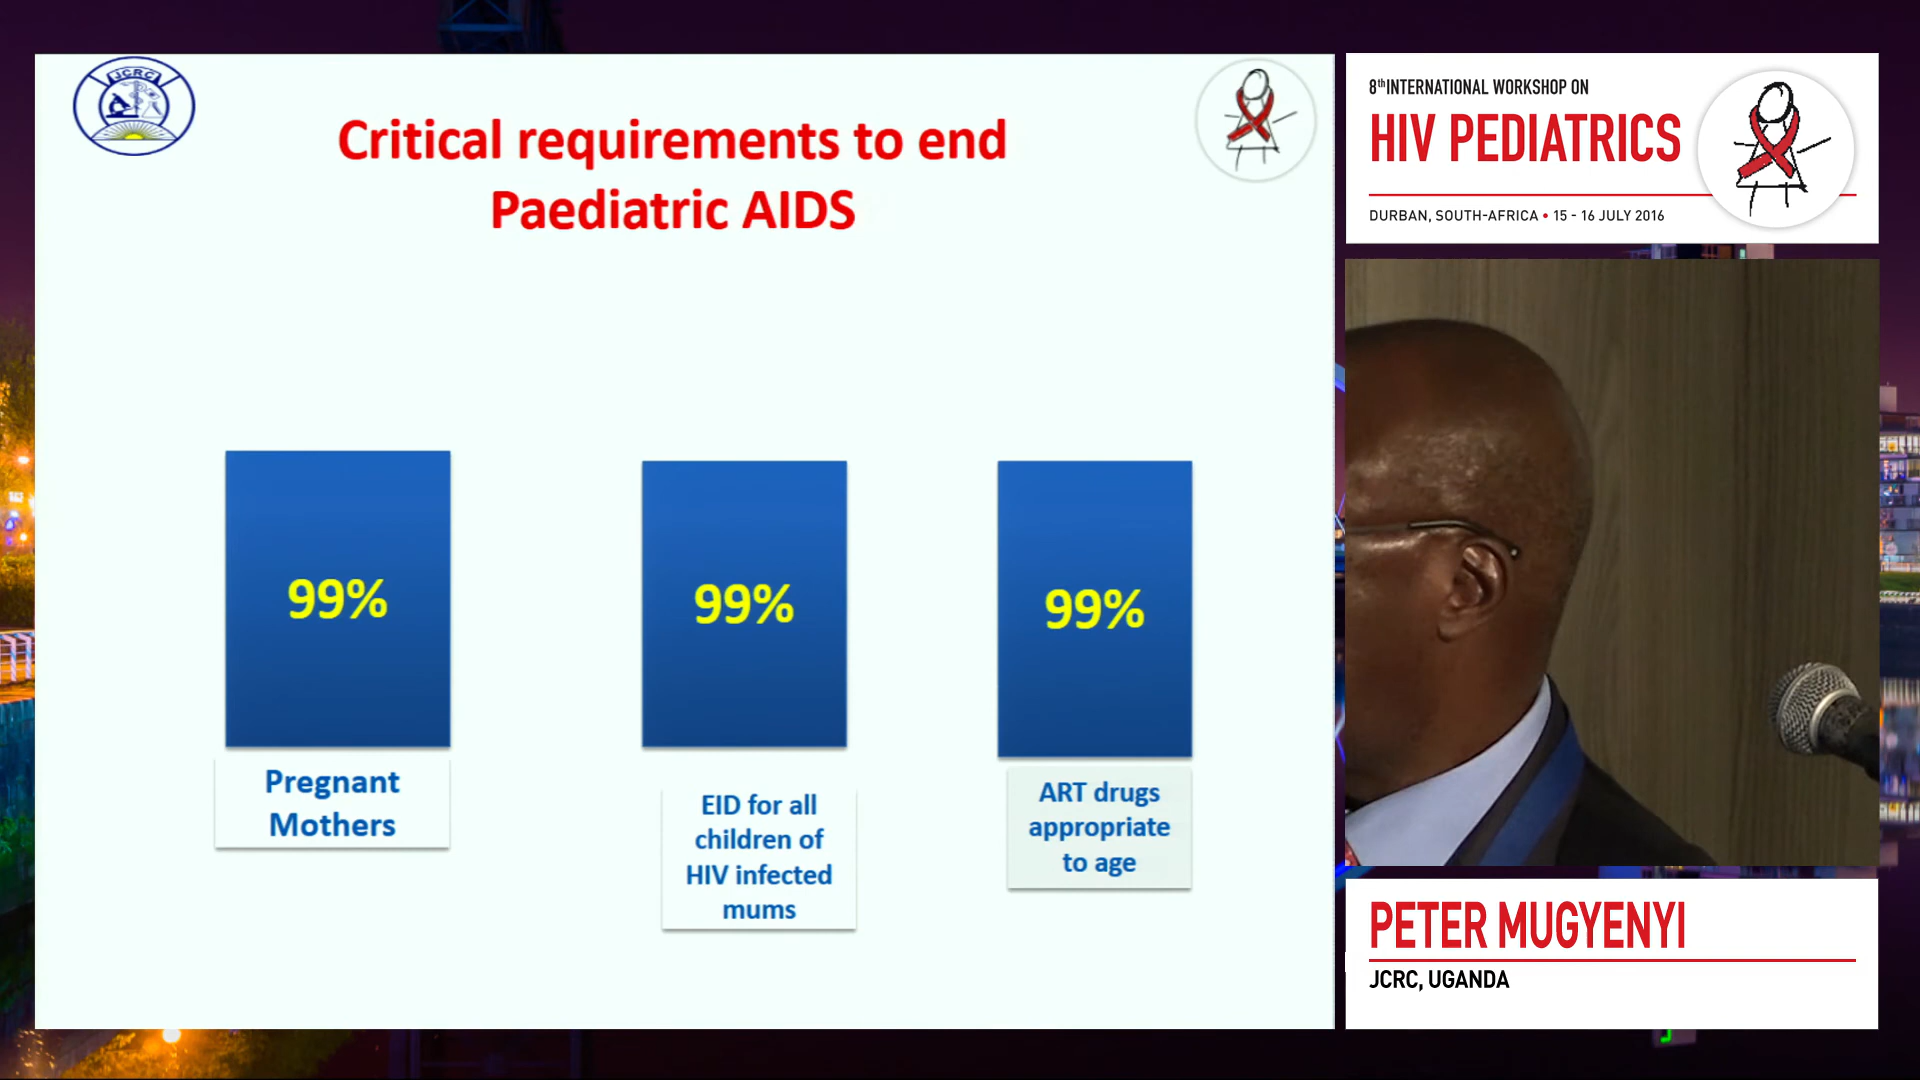 JCRC
Critical requirements to end
Paediatric AIDS
99%
Pregnant
Mothers
99%
EID for all
children of
HIV infected
mums
99%
ART drugs
appropriate
to age
8th INTERNATIONAL WORKSHOP ON
HIV PEDIATRICS
DURBAN, SOUTH-AFRICA • 15 - 16 JULY 2016
PETER MUGYENYI
JCRC, UGANDA